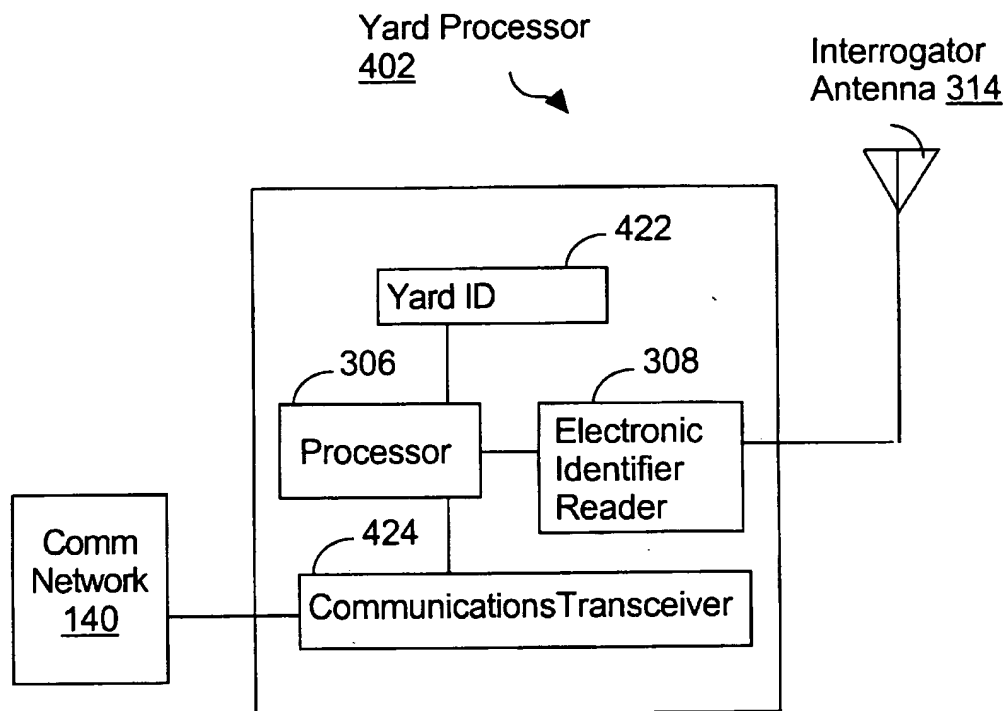 Yard Processor
402
Interrogator
Antenna 314
422
Yard ID
306
308
Processor
Electronic
Identifier
Reader
424
Comm
Network
140
CommunicationsTransceiver